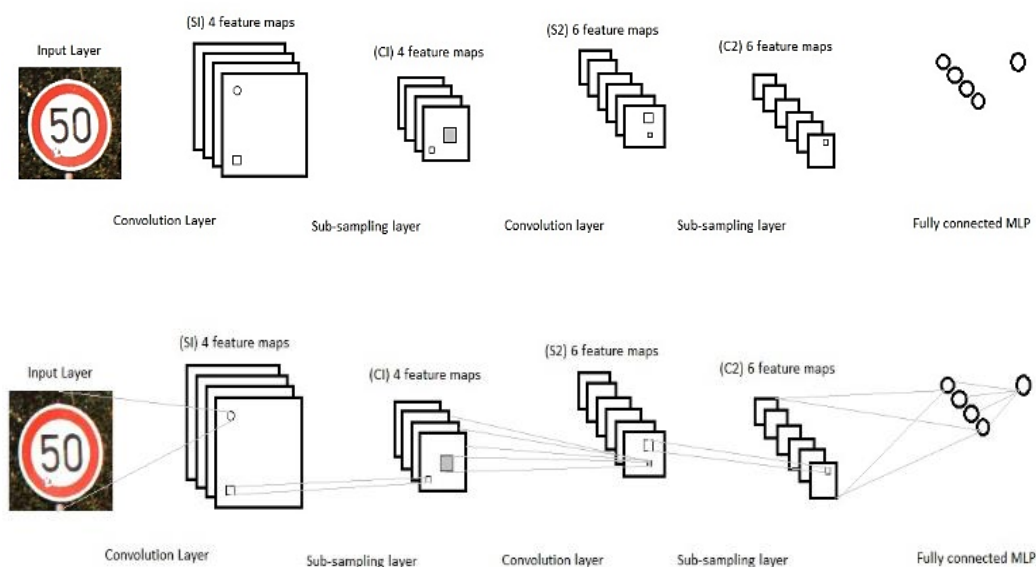 (SI) 4 feature maps
(S2) 6 feature maps
Input Layer
(CI) 4 feature maps
(C2) 6 feature maps
50
Convolution Layer
Sub-sampling layer
Convolution layer
Sub-sampling layer
Fully connected MLP
(SI) 4 feature maps
(S2) 6 feature maps
Input Layer
(CI) 4 feature maps
(C2) 6 feature maps
50
Convolution Layer
Sub-sampling layer
Convolution layer
Sub-sampling layer
Fully connected MLP